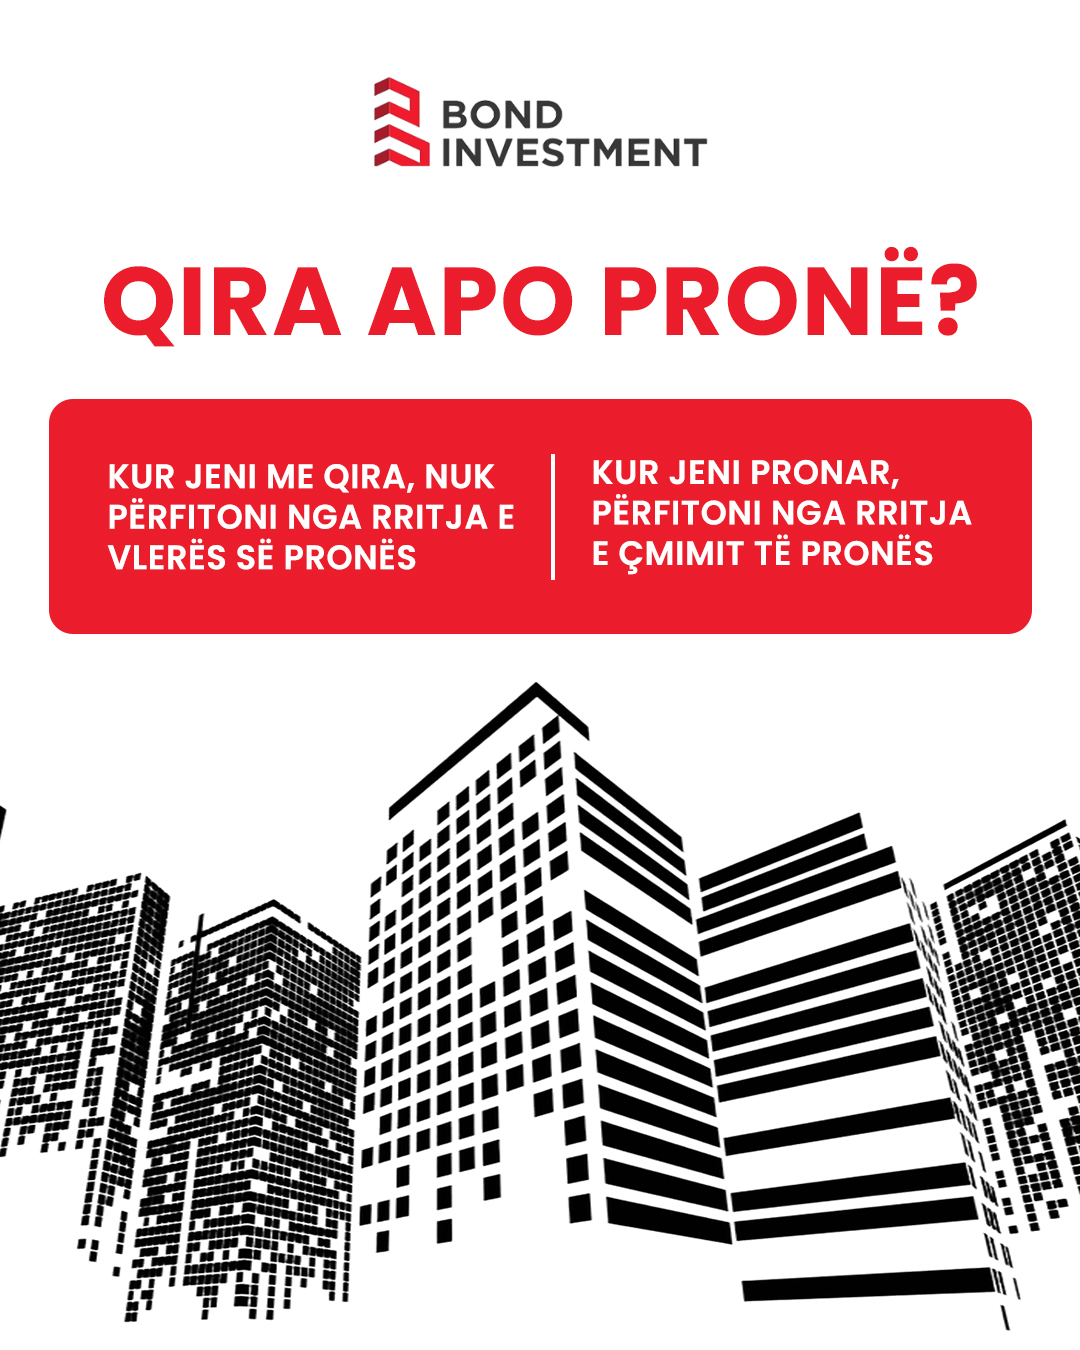 BOND
INVESTMENT
QIRA APO PRONË?
KUR JENI ME QIRA, NUK
PËRFITONI NGA RRITJA E
VLERËS SË PRONËS
KUR JENI PRONAR,
PËRFITONI NGA RRITJA
E ÇMIMIT TË PRONËS